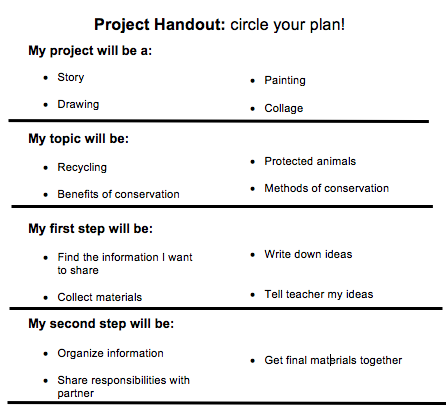 Project Handout: circle your plan!
My project will be a:
• Story
• Drawing
• Painting
• Collage
My topic will be:
• Recycling
• Benefits of conservation
• Protected animals
• Methods of conservation
My first step will be:
• Find the information I want
to share
• Collect materials
• Write down ideas
• Tell teacher my ideas
My second step will be:
• Organize information
• Share responsibilities with
partner
• Get final materials together